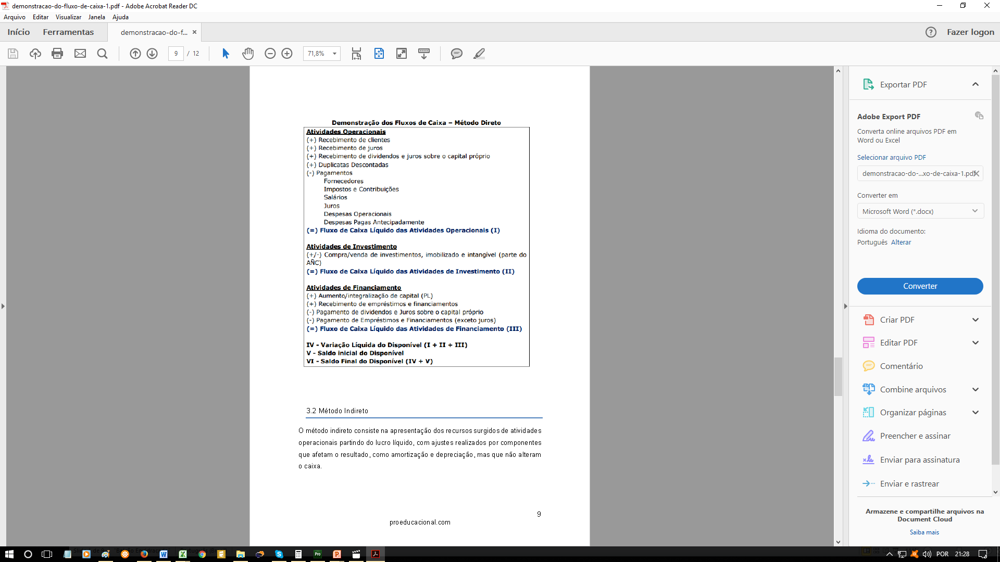 demonstracao-do-fluxo-de-caixa-1.pdf - Adobe Acrobat Reader DC
Arquivo Editar Visualizar Janela Ajuda
Início Ferramentas demonstracao-do-f... × Fazer logon
9 / 12 71,8%
Demonstração dos Fluxos de Caixa – Método Direto
Atividades Operacionais
(+) Recebimento de clientes
(+) Recebimento de juros
(+) Recebimento de dividendos e juros sobre o capital próprio
(+) Duplicatas Descontadas
(-) Pagamentos
Fornecedores
Impostos e Contribuições
Salários
Juros
Despesas Operacionais
Despesas Pagas Antecipadamente
(=) Fluxo de Caixa Líquido das Atividades Operacionais (I)
Atividades de Investimento
(+/-) Compra/venda de investimentos, imobilizado e intangível (parte do
AÑC)
(=) Fluxo de Caixa Líquido das Atividades de Investimento (II)
Atividades de Financiamento
(+) Aumento/integralização de capital (PL)
(+) Recebimento de empréstimos e financiamentos
(-) Pagamento de dividendos e Juros sobre o capital próprio
(-) Pagamento de Empréstimos e Financiamentos (exceto juros)
(=) Fluxo de Caixa Líquido das Atividades de Financiamento (III)
IV - Variação Líquida do Disponível (I + II + III)
V - Saldo inicial do Disponível
VI - Saldo Final do Disponível (IV + V)
3.2 Método Indireto
O método indireto consiste na apresentação dos recursos surgidos de atividades
operacionais partindo do lucro líquido, com ajustes realizados por componentes
que afetam o resultado, como amortização e depreciação, mas que não alteram
o caixa.
9
proeducacional.com
Exportar PDF
Adobe Export PDF
Converta online arquivos PDF em
Word ou Excel
Selecionar arquivo PDF
demonstracao-do-...xo-de-caixa-1.pdf
Converter em
Microsoft Word (*.docx)
Idioma do documento:
Português Alterar
Converter
Criar PDF
Editar PDF
Comentário
Combine arquivos
Organizar páginas
Preencher e assinar
Enviar para assinatura
Enviar e rastrear
Armazene e compartilhe arquivos na
Document Cloud
Saiba mais
POR 21:28